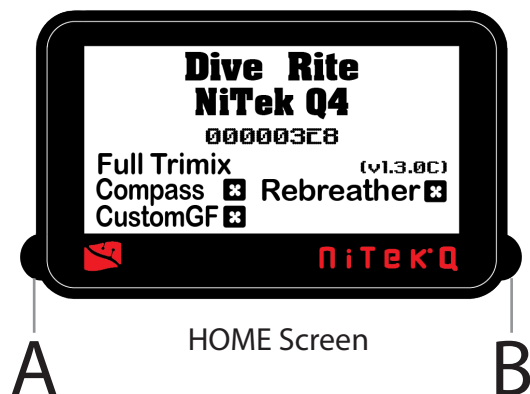 Dive Rite
NiTek Q4
000003E8
Full Trimix (v1.3.0C)
Compass Rebreather
CustomGF
NiTeK Q
HOME Screen
A B